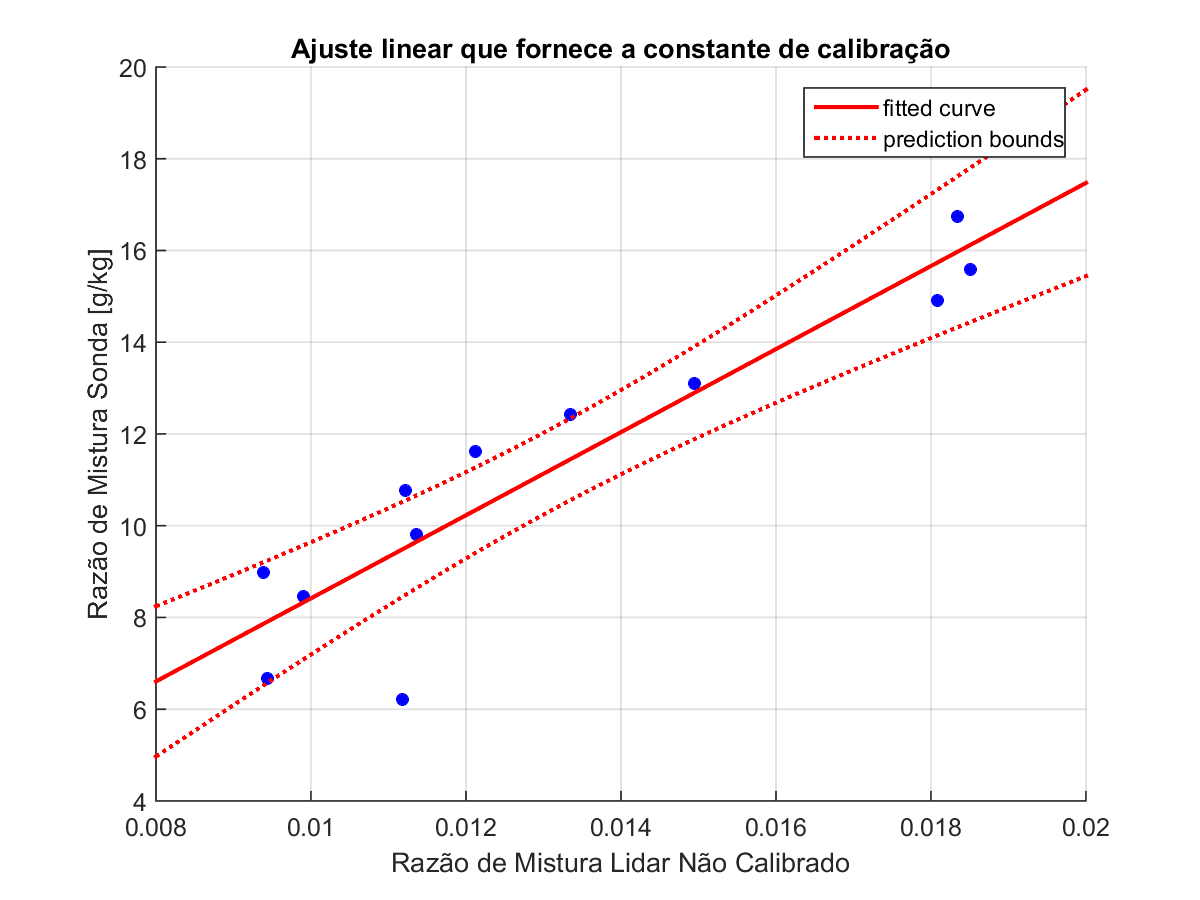 Ajuste linear que fornece a constante de calibração
fitted curve
prediction bounds
20
18
16
14
12
10
8
6
4
Razão de Mistura Sonda [g/kg]
0.008 0.01 0.012 0.014 0.016 0.018 0.02
Razão de Mistura Lidar Não Calibrado